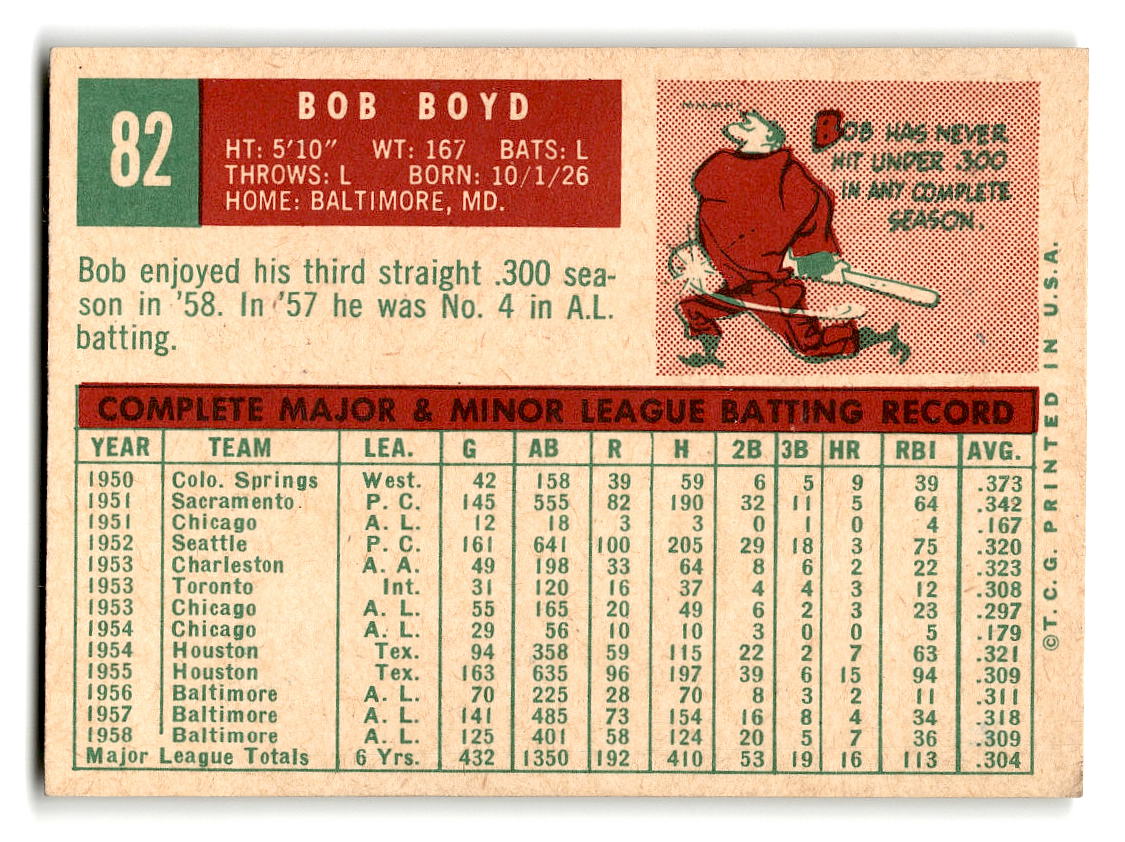 82
BOB BOYD
HT: 5'10" WT: 167 BATS: L
THROWS: L BORN: 10/1/26
HOME: BALTIMORE, MD.
BOB HAS NEVER
HIT UNDER .300
IN ANY COMPLETE
SEASON.
Bob enjoyed his third straight .300 sea-
son in '58. In '57 he was No. 4 in A.L.
batting.
COMPLETE MAJOR & MINOR LEAGUE BATTING RECORD
YEAR TEAM LEA. G AB R H 2B 3B HR RBI AVG.
1950 Colo. Springs West. 42 158 39 59 6 5 9 39 .373
1951 Sacramento P. C. 145 555 82 190 32 11 5 64 .342
1951 Chicago A. L. 12 18 3 3 0 1 0 4 .167
1952 Seattle P. C. 161 641 100 205 29 18 3 75 .320
1953 Charleston A. A. 49 198 33 64 8 6 2 22 .323
1953 Toronto Int. 31 120 16 37 4 4 3 12 .308
1953 Chicago A. L. 55 165 20 49 6 2 3 23 .297
1954 Chicago A. L. 29 56 10 10 3 0 0 5 .179
1954 Houston Tex. 94 358 59 115 22 2 7 63 .321
1955 Houston Tex. 163 635 96 197 39 6 15 94 .309
1956 Baltimore A. L. 70 225 28 70 8 3 2 11 .311
1957 Baltimore A. L. 141 485 73 154 16 8 4 34 .318
1958 Baltimore A. L. 125 401 58 124 20 5 7 36 .309
Major League Totals 6 Yrs. 432 1350 192 410 53 19 16 113 .304
©T.C.G. PRINTED IN U.S.A.